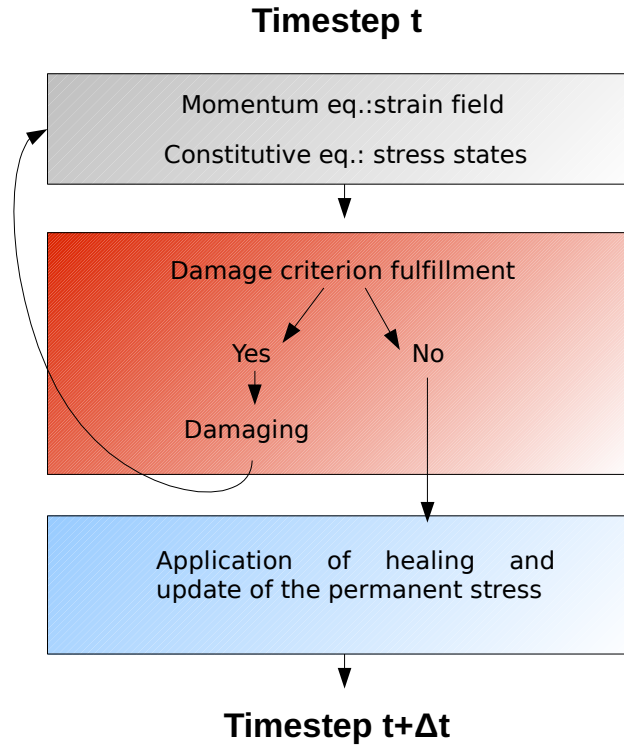 Timestep t
Momentum eq.:strain field
Constitutive eq.: stress states
Damage criterion fulfillment
Yes
No
Damaging
Application of healing and
update of the permanent stress
Timestep t+Δt